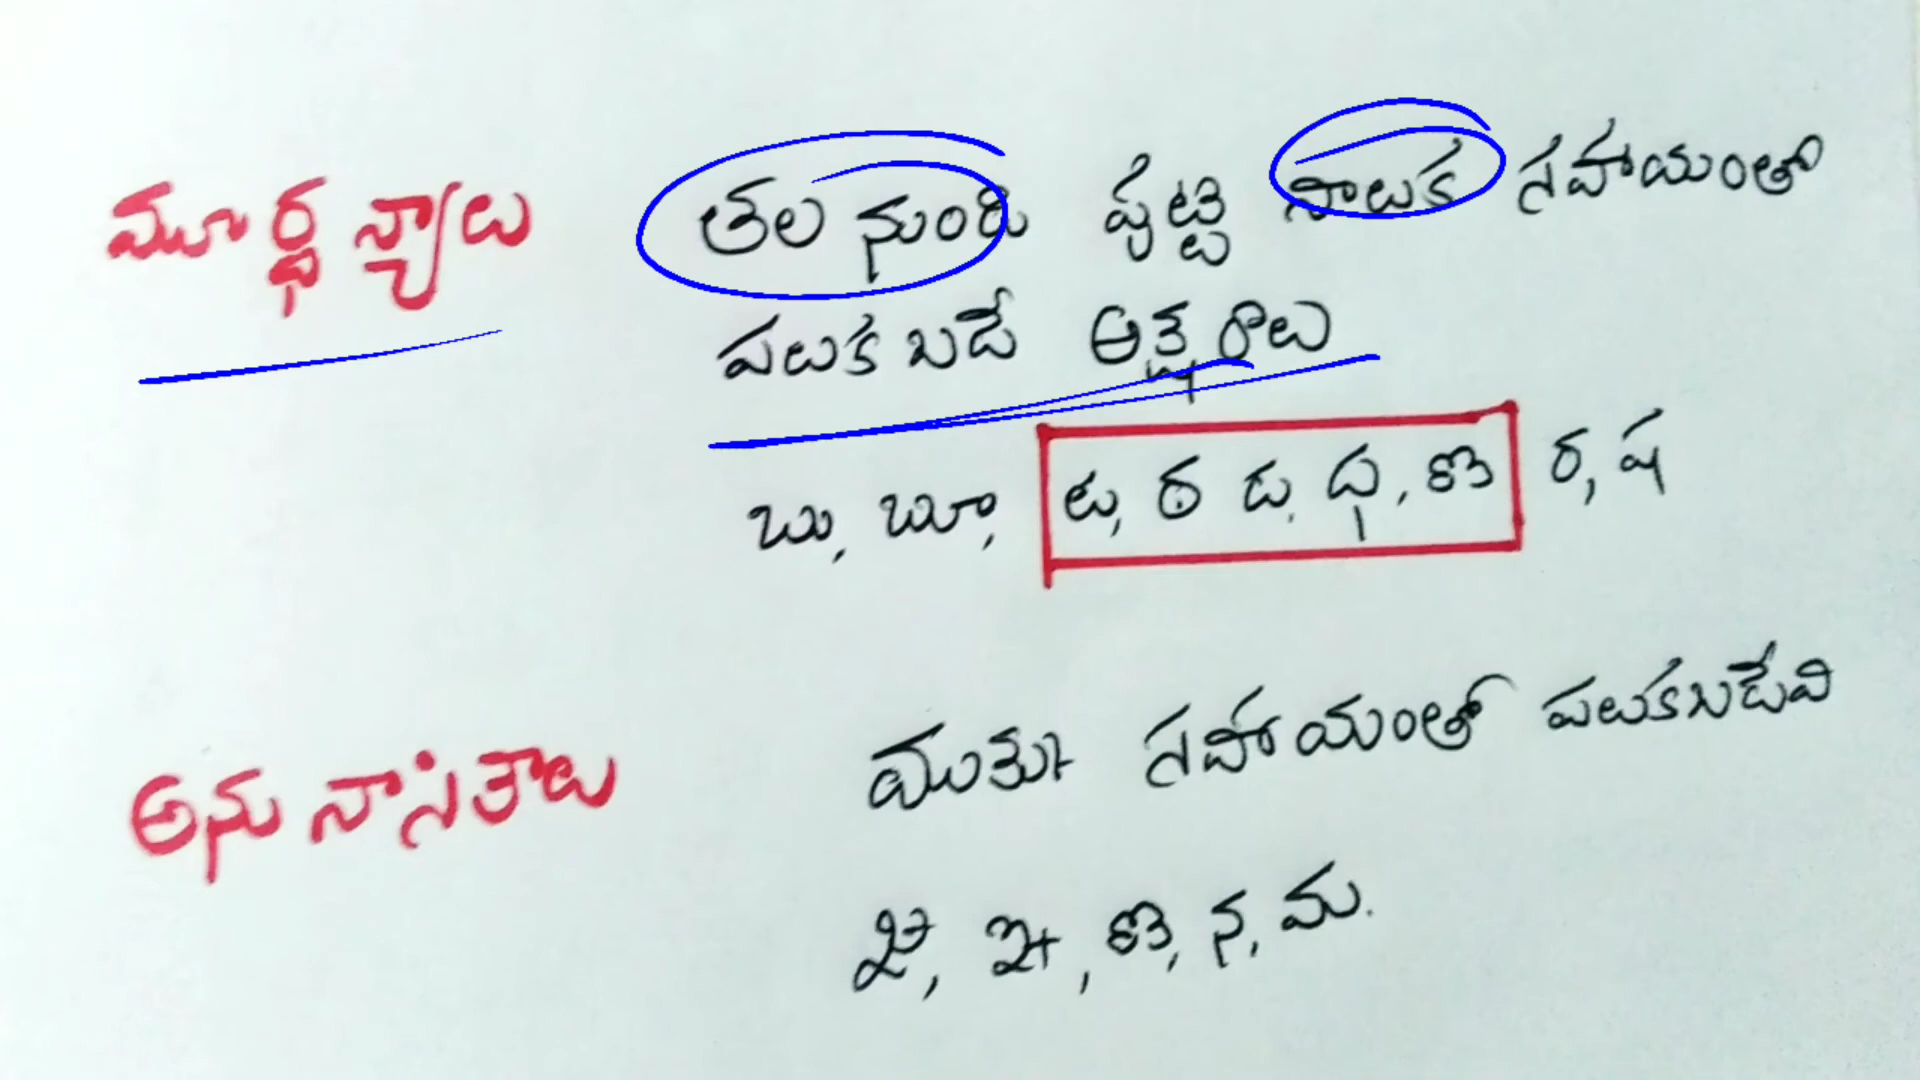 మూర్ధన్యాలు తల నుండి పుట్టి నాలుక సహాయంతో
పలుకబడే అక్షరాలు
ఋ, ౠ, ట, ఠ డ, ఢ, ణ ర, ష
అనునాసికాలు ముక్కు సహాయంతో పలుకబడేవి
ఙ, ఞ, ణ, న, మ.